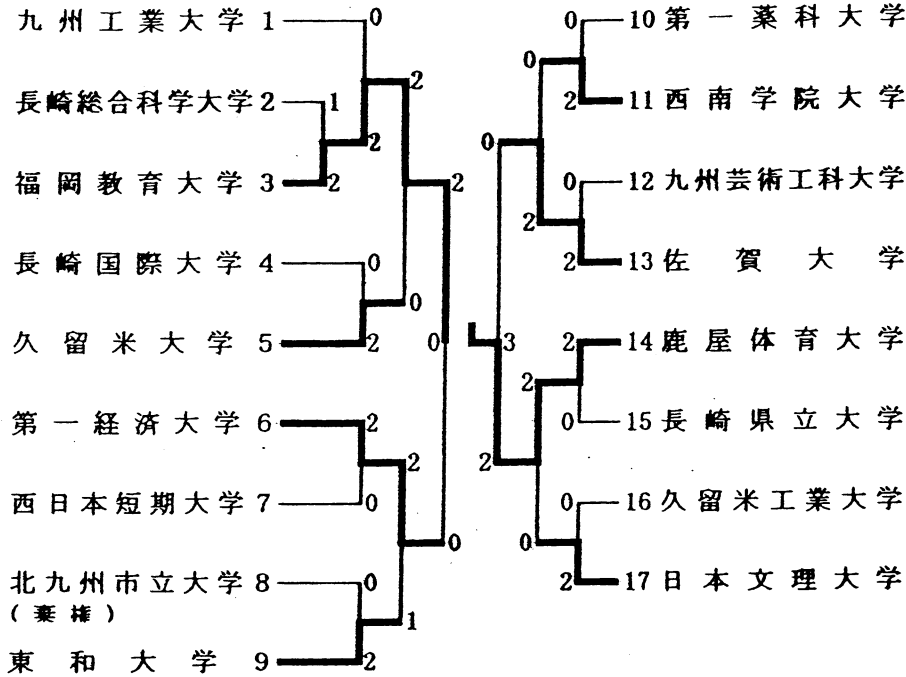 九州工業大学 1 0
長崎総合科学大学 2 1
2
2
福岡教育大学 3 2
2
長崎国際大学 4 0
0
久留米大学 5 2
0
第一経済大学 6 2
2
西日本短期大学 7 0
0
北九州市立大学 8 0
(棄権)
1
東和大学 9 2
0 10 第一薬科大学
0
2 11 西南学院大学
0
0 12 九州芸術工科大学
2
2 13 佐賀大学
3
2 14 鹿屋体育大学
2
0 15 長崎県立大学
2
0 16 久留米工業大学
0
2 17 日本文理大学